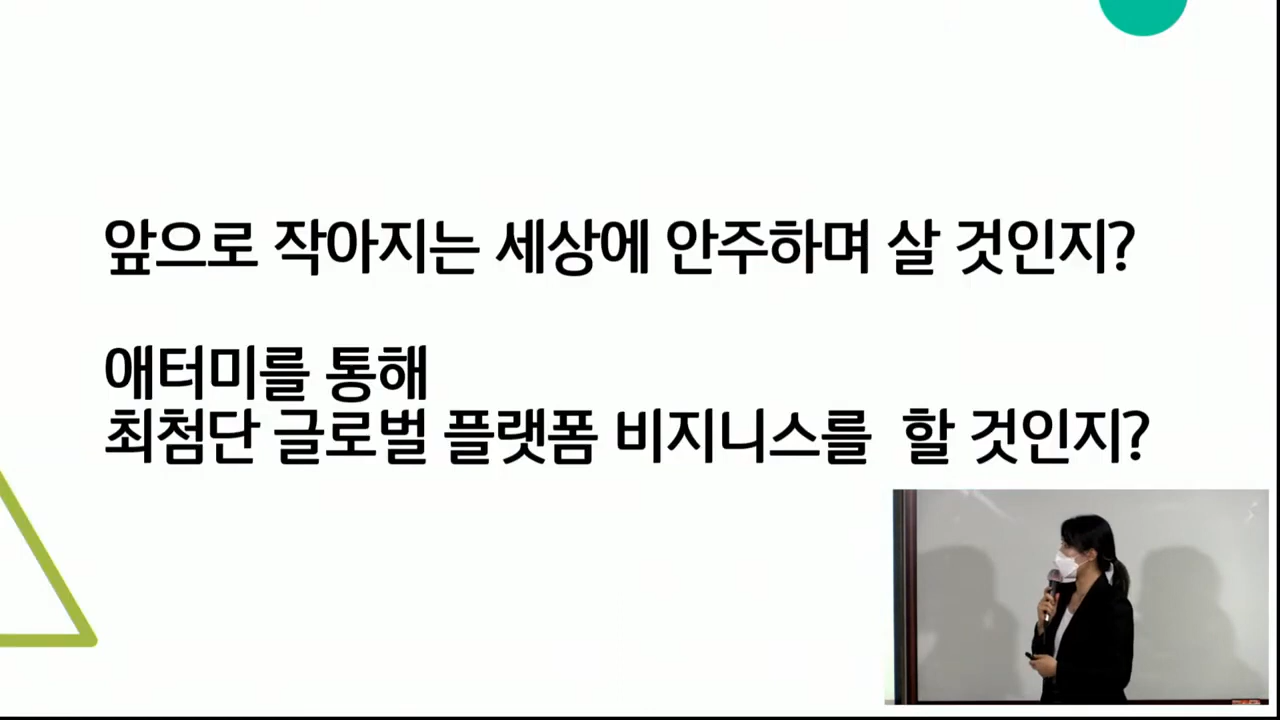 앞으로 작아지는 세상에 안주하며 살 것인지?
애터미를 통해
최첨단 글로벌 플랫폼 비지니스를 할 것인지?